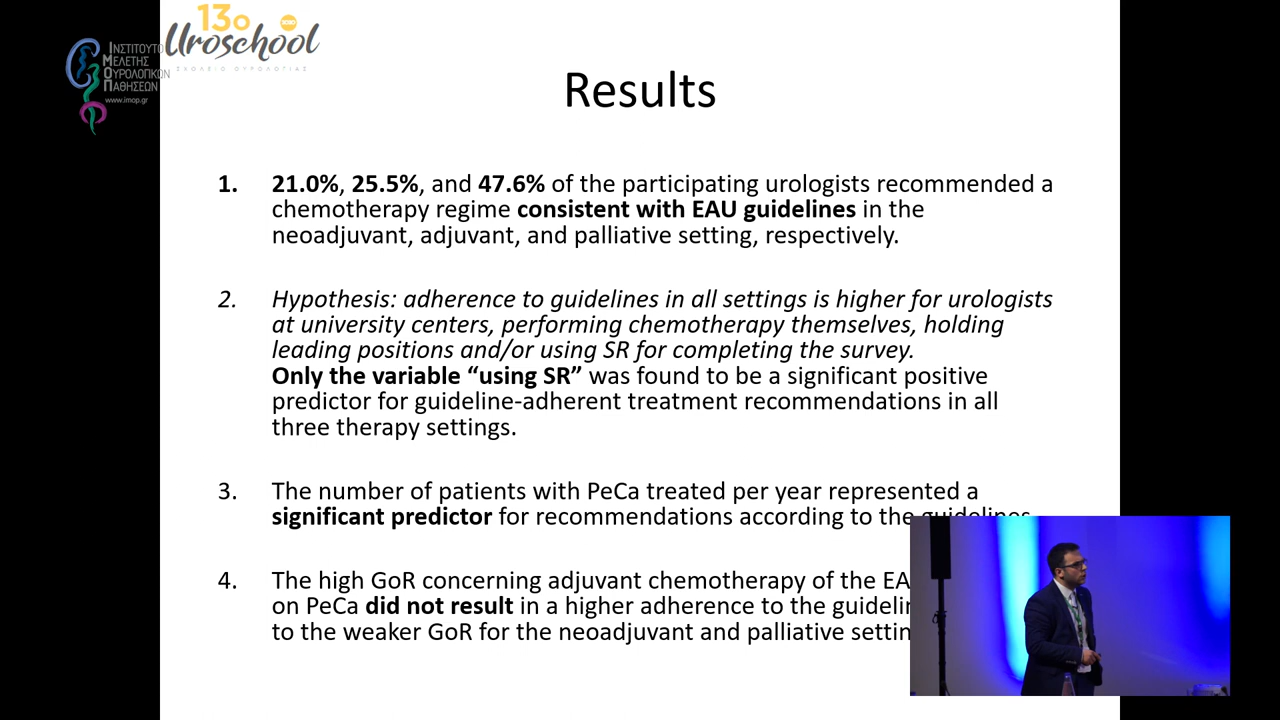 13ο
Uroschool
ΣΧΟΛΕΙΟ ΟΥΡΟΛΟΓΙΑΣ
ΙΝΣΤΙΤΟΥΤΟ
ΜΕΛΕΤΗΣ
ΟΥΡΟΛΟΓΙΚΩΝ
ΠΑΘΗΣΕΩΝ
www.imop.gr
Results
1. 21.0%, 25.5%, and 47.6% of the participating urologists recommended a
chemotherapy regime consistent with EAU guidelines in the
neoadjuvant, adjuvant, and palliative setting, respectively.
2. Hypothesis: adherence to guidelines in all settings is higher for urologists
at university centers, performing chemotherapy themselves, holding
leading positions and/or using SR for completing the survey.
Only the variable “using SR” was found to be a significant positive
predictor for guideline-adherent treatment recommendations in all
three therapy settings.
3. The number of patients with PeCa treated per year represented a
significant predictor for recommendations according to the guidelines
4. The high GoR concerning adjuvant chemotherapy of the
on PeCa did not result in a higher adherence to the
to the weaker GoR for the neoadjuvant and palliative